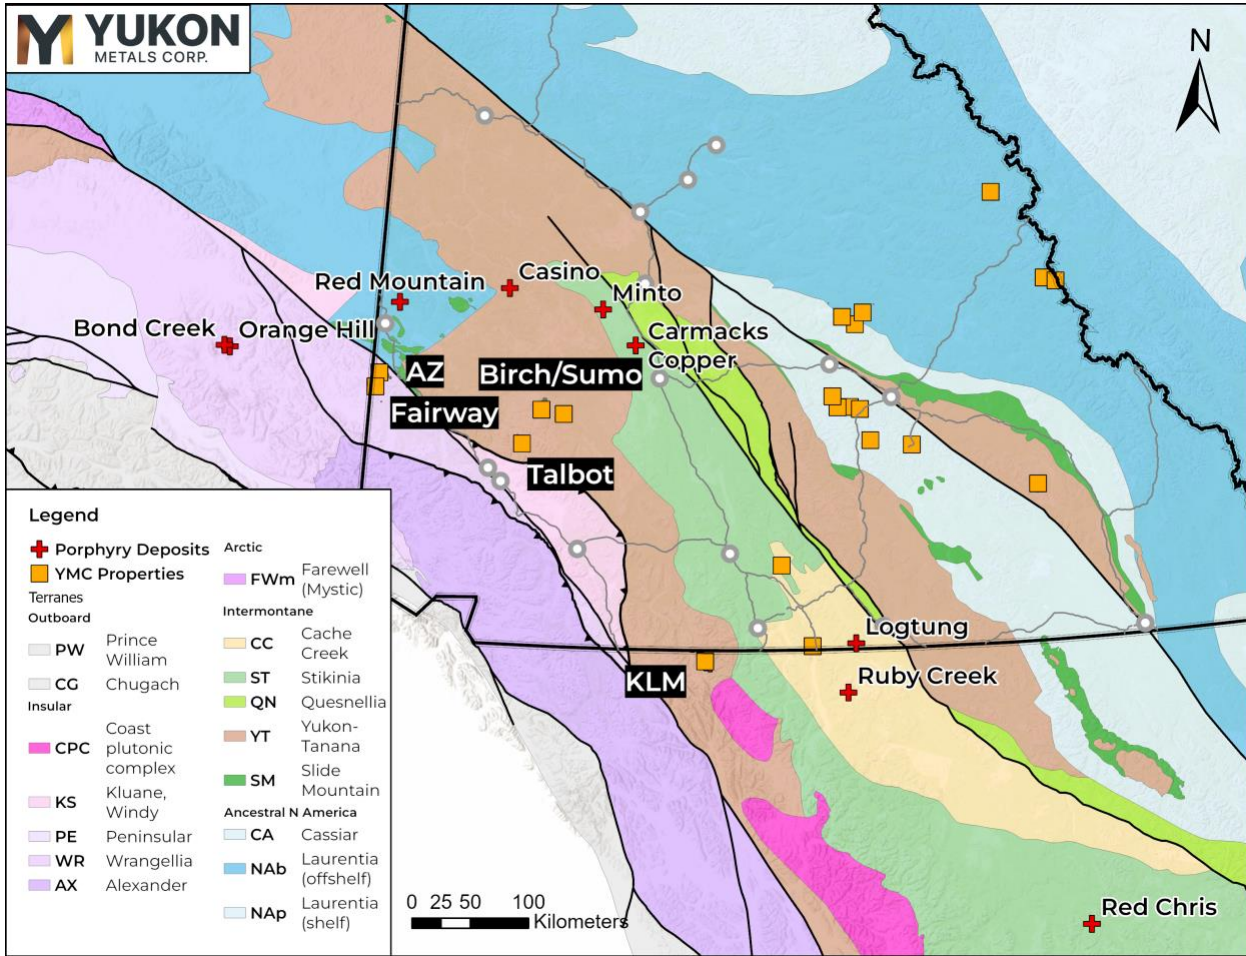 YUKON
METALS CORP.
N
Red Mountain
Casino
Minto
Bond Creek
Orange Hill
Carmacks
Copper
AZ
Birch/Sumo
Fairway
Talbot
Logtung
KLM
Ruby Creek
Red Chris
Legend
Porphyry Deposits
YMC Properties
Terranes
Outboard
PW Prince
William
CG Chugach
Insular
CPC Coast
plutonic
complex
KS Kluane,
Windy
PE Peninsular
WR Wrangellia
AX Alexander
Arctic
FWm Farewell
(Mystic)
Intermontane
CC Cache
Creek
ST Stikinia
QN Quesnellia
YT Yukon-
Tanana
SM Slide
Mountain
Ancestral N America
CA Cassiar
NAb Laurentia
(offshelf)
NAp Laurentia
(shelf)
0 25 50 100
Kilometers